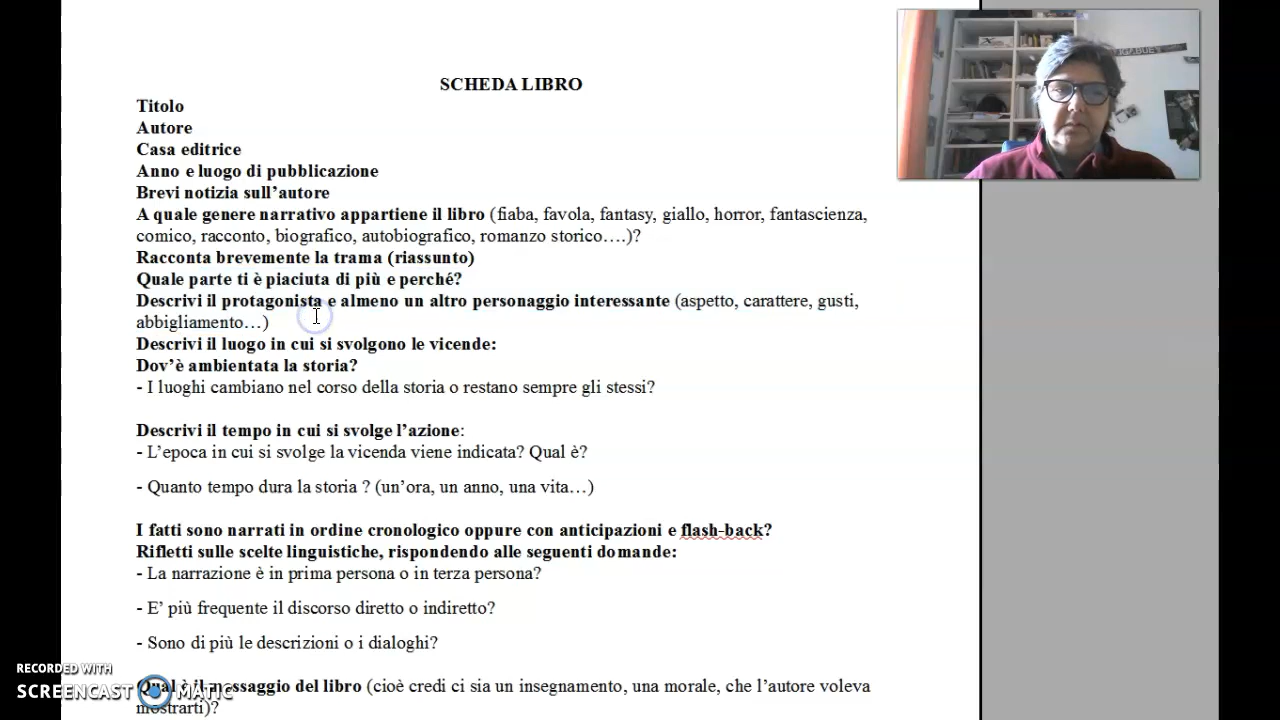 SCHEDA LIBRO
Titolo
Autore
Casa editrice
Anno e luogo di pubblicazione
Brevi notizia sull’autore
A quale genere narrativo appartiene il libro (fiaba, favola, fantasy, giallo, horror, fantascienza,
comico, racconto, biografico, autobiografico, romanzo storico….)?
Racconta brevemente la trama (riassunto)
Quale parte ti è piaciuta di più e perché?
Descrivi il protagonista e almeno un altro personaggio interessante (aspetto, carattere, gusti,
abbigliamento…)
Descrivi il luogo in cui si svolgono le vicende:
Dov’è ambientata la storia?
- I luoghi cambiano nel corso della storia o restano sempre gli stessi?
Descrivi il tempo in cui si svolge l’azione:
- L’epoca in cui si svolge la vicenda viene indicata? Qual è?
- Quanto tempo dura la storia ? (un’ora, un anno, una vita…)
I fatti sono narrati in ordine cronologico oppure con anticipazioni e flash-back?
Rifletti sulle scelte linguistiche, rispondendo alle seguenti domande:
- La narrazione è in prima persona o in terza persona?
- E’ più frequente il discorso diretto o indiretto?
- Sono di più le descrizioni o i dialoghi?
Qual è il messaggio del libro (cioè credi ci sia un insegnamento, una morale, che l’autore voleva
mostrarti)?
RECORDED WITH
SCREENCAST MATIC